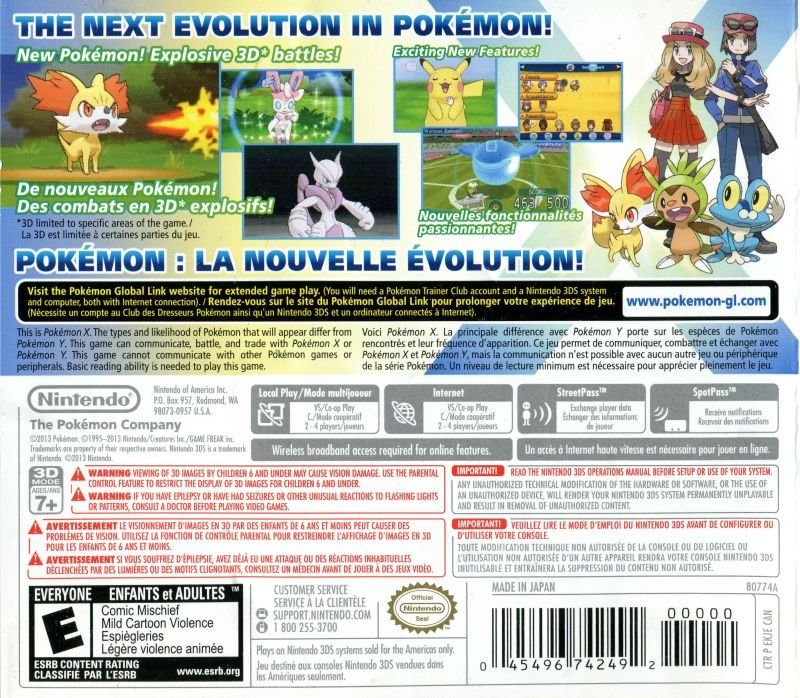 THE NEXT EVOLUTION IN POKÉMON!
New Pokémon! Explosive 3D* battles!
Exciting New Features!
De nouveaux Pokémon!
Des combats en 3D* explosifs!
*3D limited to specific areas of the game./
La 3D est limitée à certaines parties du jeu.
SCORE
463 500
Nouvelles fonctionnalités
passionnantes!
POKÉMON : LA NOUVELLE ÉVOLUTION!
Visit the Pokémon Global Link website for extended game play. (You will need a Pokémon Trainer Club account and a Nintendo 3DS system
and computer, both with Internet connection). / Rendez-vous sur le site du Pokémon Global Link pour prolonger votre expérience de jeu.
(Nécessite un compte au Club des Dresseurs Pokémon ainsi qu'un Nintendo 3DS et un ordinateur connectés à Internet).
www.pokemon-gl.com
This is Pokémon X. The types and likelihood of Pokémon that will appear differ from
Pokémon Y. This game can communicate, battle, and trade with Pokémon X or
Pokémon Y. This game cannot communicate with other Pokémon games or
peripherals. Basic reading ability is needed to play this game.
Voici Pokémon X. La principale différence avec Pokémon Y porte sur les espèces de Pokémon
rencontrés et leur fréquence d'apparition. Ce jeu permet de communiquer, combattre et échanger avec
Pokémon X et Pokémon Y, mais la communication n'est possible avec aucun autre jeu ou périphérique
de la série Pokémon. Un niveau de lecture minimum est nécessaire pour apprécier pleinement le jeu.
Nintendo®
Nintendo of America Inc.
P.O. Box 957, Redmond, WA
98073-0957 U.S.A.
The Pokémon Company
©2013 Pokémon. ©1995–2013 Nintendo/Creatures Inc./GAME FREAK inc.
Trademarks are property of their respective owners. Nintendo 3DS is a trademark
of Nintendo. ©2013 Nintendo.
Local Play/Mode multijoueur
VS/Co-op Play
C/Mode coopératif
2 - 4 players/joueurs
Internet
VS/Co-op Play
C/Mode coopératif
2 - 4 players/joueurs
StreetPass™
Exchange player data
Échanger des informations
de joueur
SpotPass™
Receive notifications
Recevoir des notifications
Wireless broadband access required for online features.
Un accès à Internet haute vitesse est nécessaire pour jouer en ligne.
3D
MODE
AGES/ANS
7+
WARNING VIEWING OF 3D IMAGES BY CHILDREN 6 AND UNDER MAY CAUSE VISION DAMAGE. USE THE PARENTAL
CONTROL FEATURE TO RESTRICT THE DISPLAY OF 3D IMAGES FOR CHILDREN 6 AND UNDER.
WARNING IF YOU HAVE EPILEPSY OR HAVE HAD SEIZURES OR OTHER UNUSUAL REACTIONS TO FLASHING LIGHTS
OR PATTERNS, CONSULT A DOCTOR BEFORE PLAYING VIDEO GAMES.
AVERTISSEMENT LE VISIONNEMENT D'IMAGES EN 3D PAR DES ENFANTS DE 6 ANS ET MOINS PEUT CAUSER DES
PROBLÈMES DE VISION. UTILISEZ LA FONCTION DE CONTRÔLE PARENTAL POUR RESTREINDRE L'AFFICHAGE D'IMAGES EN 3D
POUR LES ENFANTS DE 6 ANS ET MOINS.
AVERTISSEMENT SI VOUS SOUFFREZ D'ÉPILEPSIE, AVEZ DÉJÀ EU UNE ATTAQUE OU DES RÉACTIONS INHABITUELLES
DÉCLENCHÉES PAR DES LUMIÈRES OU DES MOTIFS CLIGNOTANTS, CONSULTEZ UN MÉDECIN AVANT DE JOUER À DES JEUX VIDÉO.
IMPORTANT! READ THE NINTENDO 3DS OPERATIONS MANUAL BEFORE SETUP OR USE OF YOUR SYSTEM.
ANY UNAUTHORIZED TECHNICAL MODIFICATION OF THE HARDWARE OR SOFTWARE, OR THE USE OF
AN UNAUTHORIZED DEVICE, WILL RENDER YOUR NINTENDO 3DS SYSTEM PERMANENTLY UNPLAYABLE
AND RESULT IN REMOVAL OF UNAUTHORIZED CONTENT.
IMPORTANT! VEUILLEZ LIRE LE MODE D'EMPLOI DU NINTENDO 3DS AVANT DE CONFIGURER OU
D'UTILISER VOTRE CONSOLE.
TOUTE MODIFICATION TECHNIQUE NON AUTORISÉE DE LA CONSOLE OU DU LOGICIEL OU
L'UTILISATION NON AUTORISÉE D'UN AUTRE APPAREIL RENDRA VOTRE CONSOLE NINTENDO 3DS
INUTILISABLE ET ENTRAÎNERA LA SUPPRESSION DU CONTENU NON AUTORISÉ.
EVERYONE ENFANTS et ADULTES ™
E
Comic Mischief
Mild Cartoon Violence
Espiègleries
Légère violence animée
ESRB CONTENT RATING
CLASSIFIÉ PAR L'ESRB
www.esrb.org
CUSTOMER SERVICE
SERVICE À LA CLIENTÈLE
SUPPORT.NINTENDO.COM
1 800 255-3700
Official
Nintendo
Seal
Plays on Nintendo 3DS systems sold for the Americas only.
Jeu destiné aux consoles Nintendo 3DS vendues dans
les Amériques seulement.
MADE IN JAPAN
80774A
00000
0 45496 74249 2
CTR P EKJE CAN